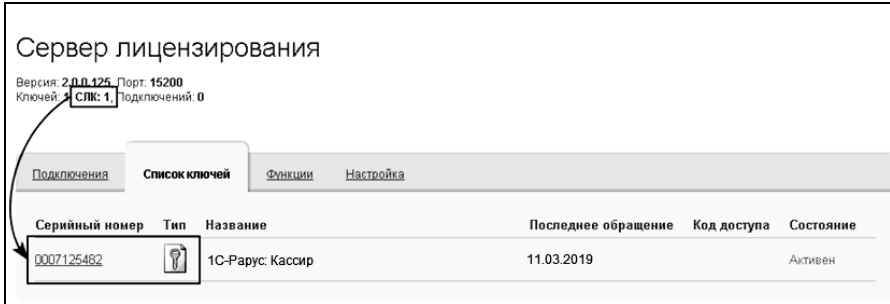 Сервер лицензирования
Версия: 2.0.0.125, Порт: 15200
Ключей: 1 СЛК: 1, Подключений: 0
Подключения Список ключей Функции Настройка
Серийный номер Тип Название Последнее обращение Код доступа Состояние
0007125482 1С-Рарус: Кассир 11.03.2019 Активен